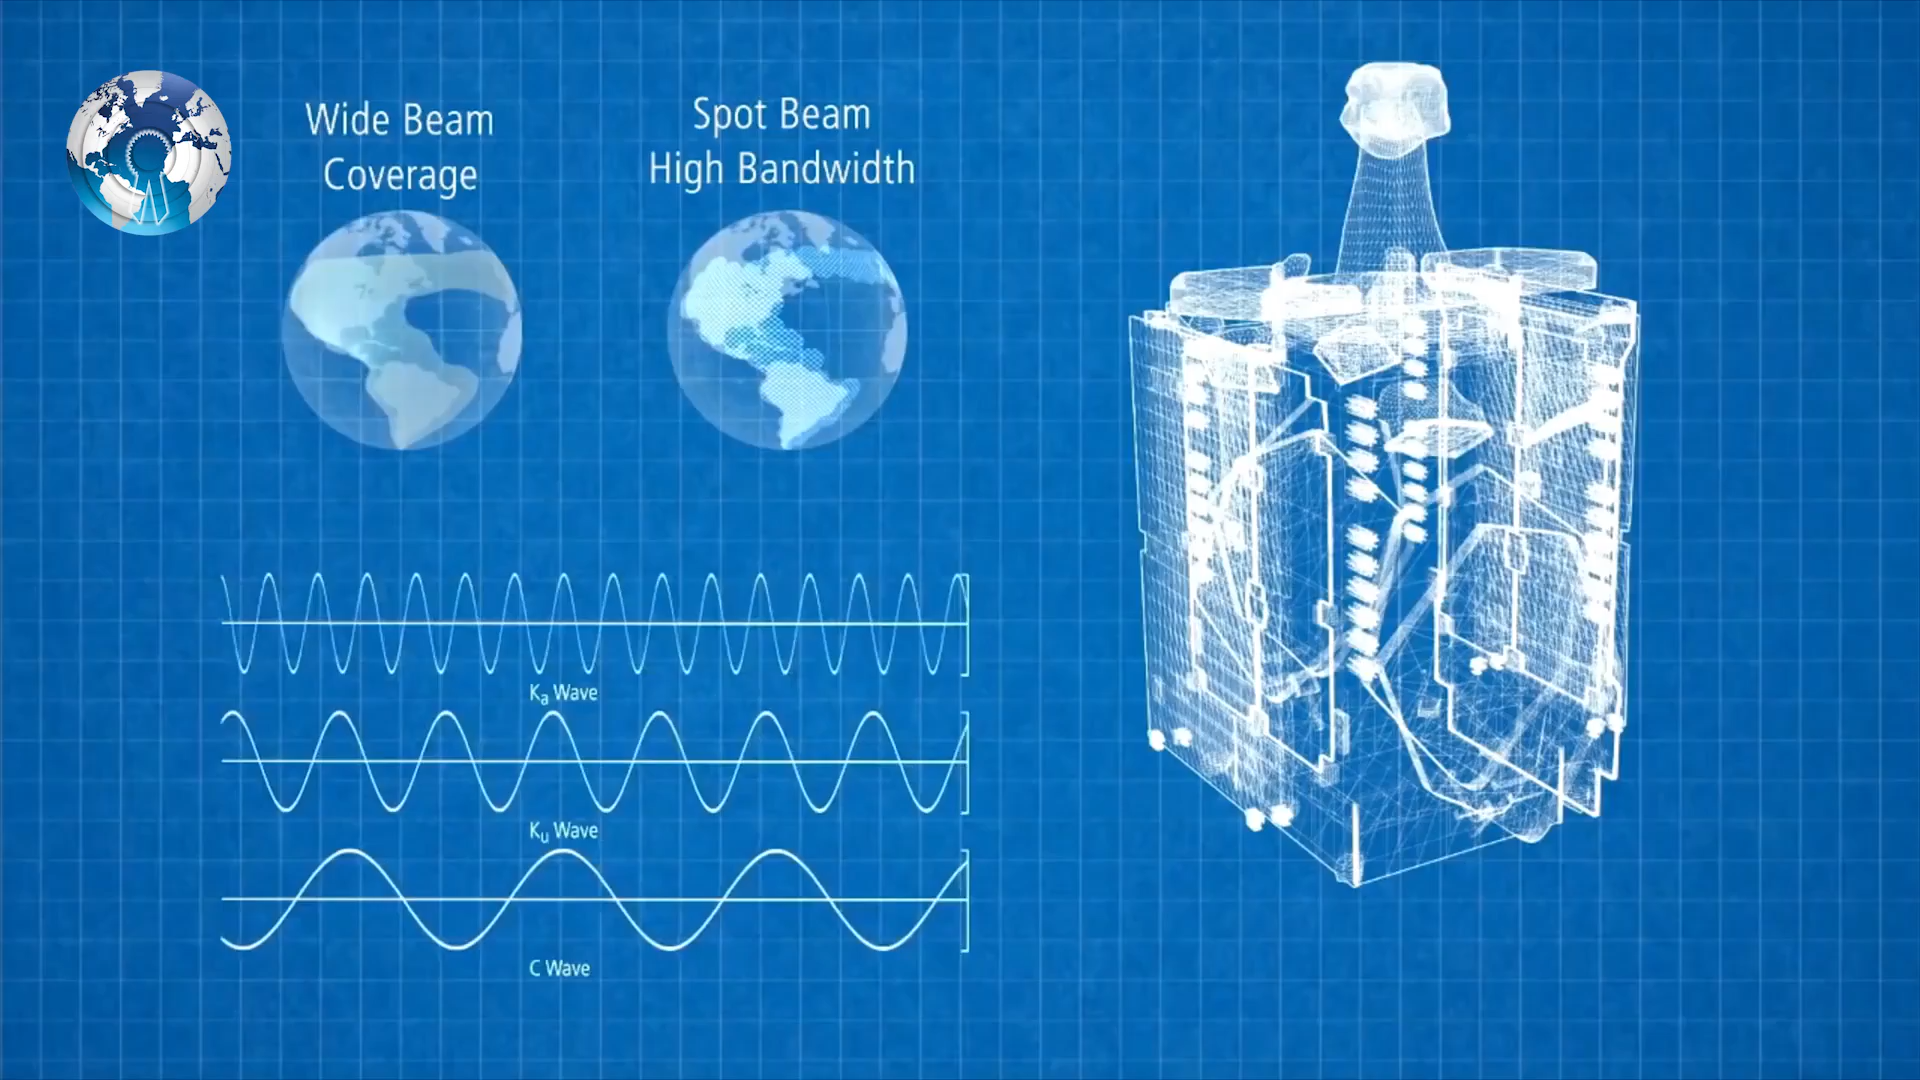 Wide Beam
Coverage
Spot Beam
High Bandwidth
Ka Wave
Ku Wave
C Wave